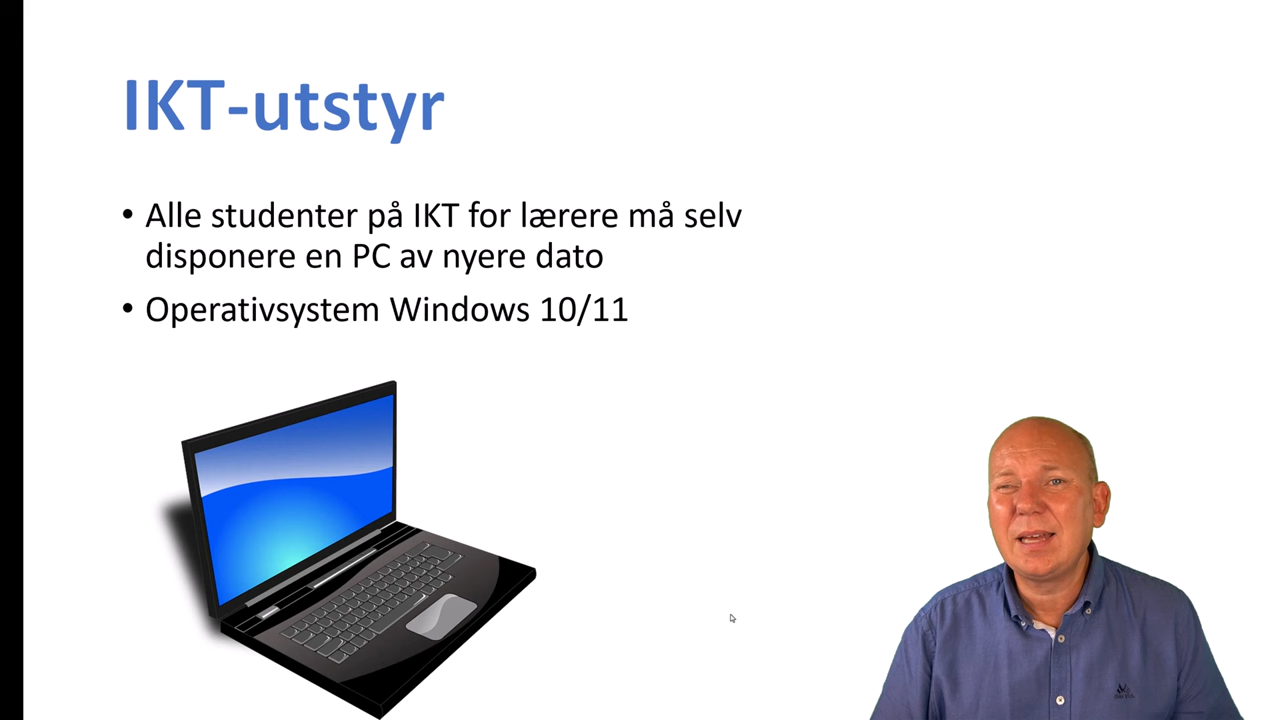 IKT-utstyr
• Alle studenter på IKT for lærere må selv
disponere en PC av nyere dato
• Operativsystem Windows 10/11